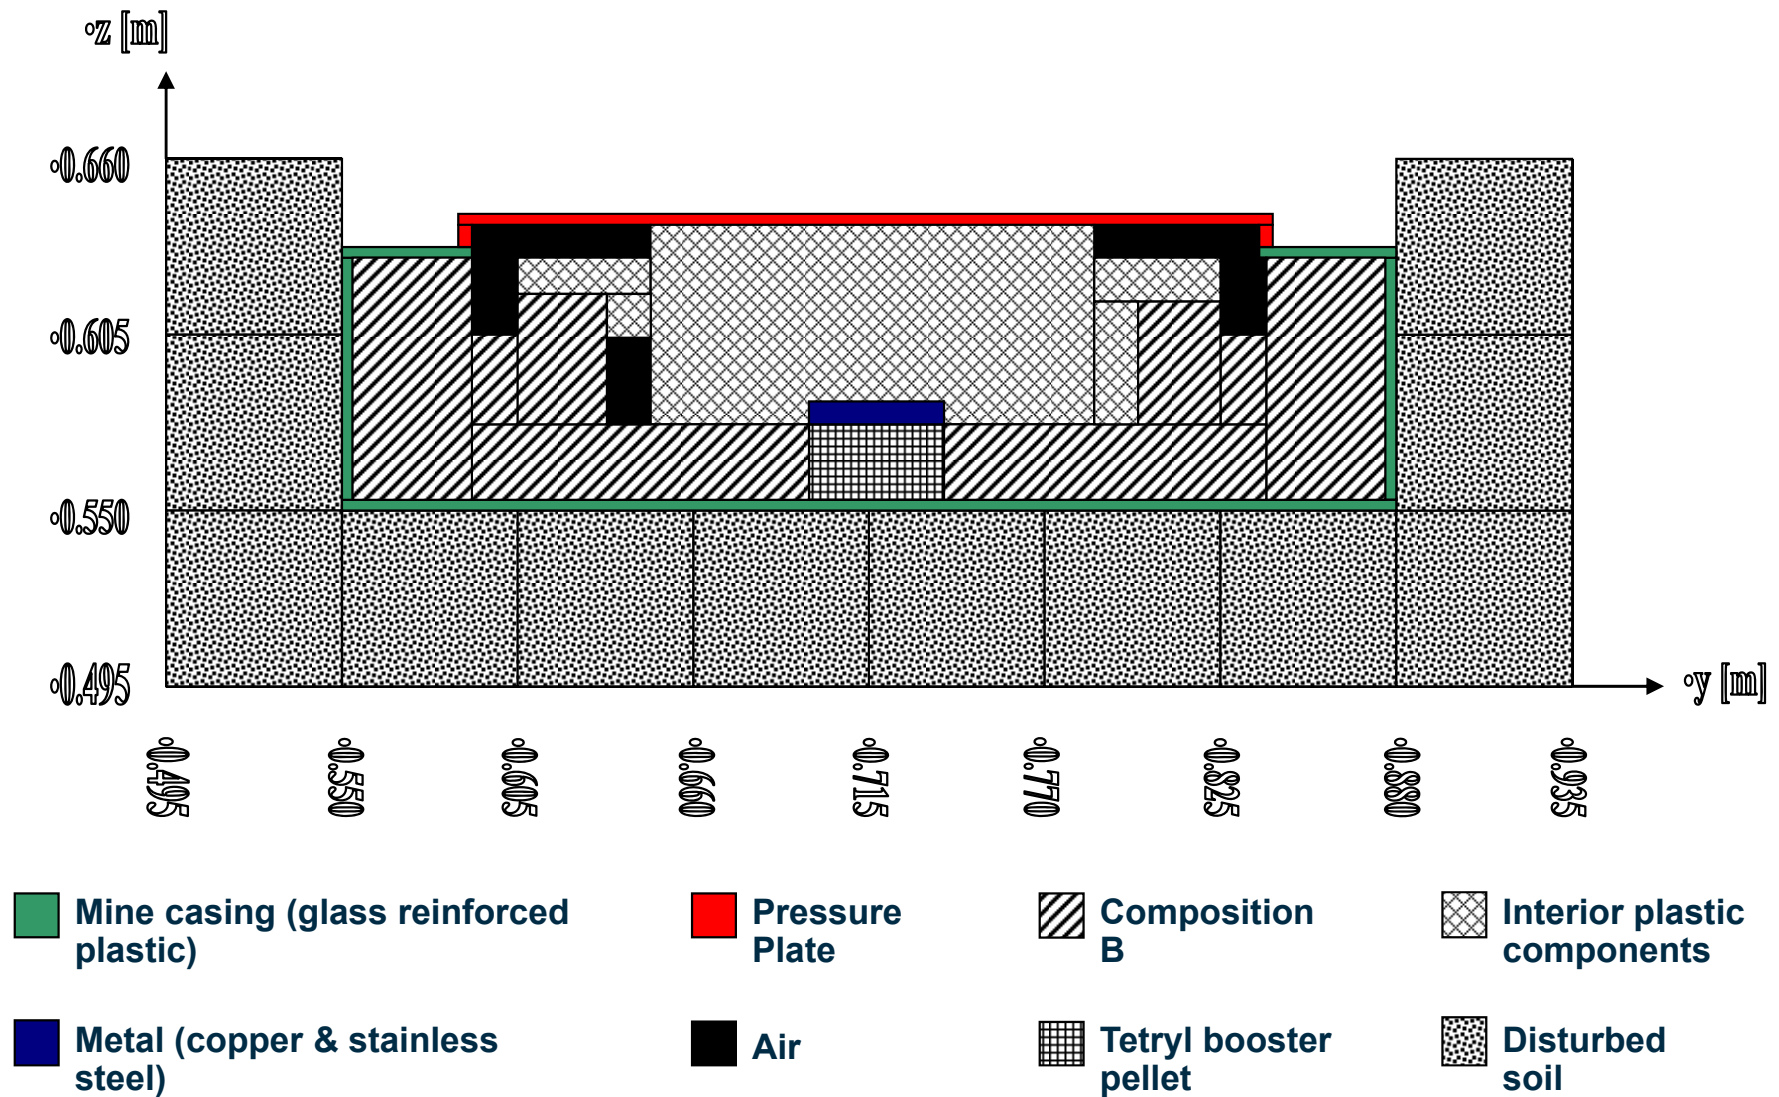 °z [m]
°0.660
°0.605
°0.550
°0.495
°y [m]
°0.495
°0.550
°0.605
°0.660
°0.715
°0.770
°0.825
°0.880
°0.935
Mine casing (glass reinforced
plastic)
Pressure
Plate
Composition
B
Interior plastic
components
Metal (copper & stainless
steel)
Air
Tetryl booster
pellet
Disturbed
soil